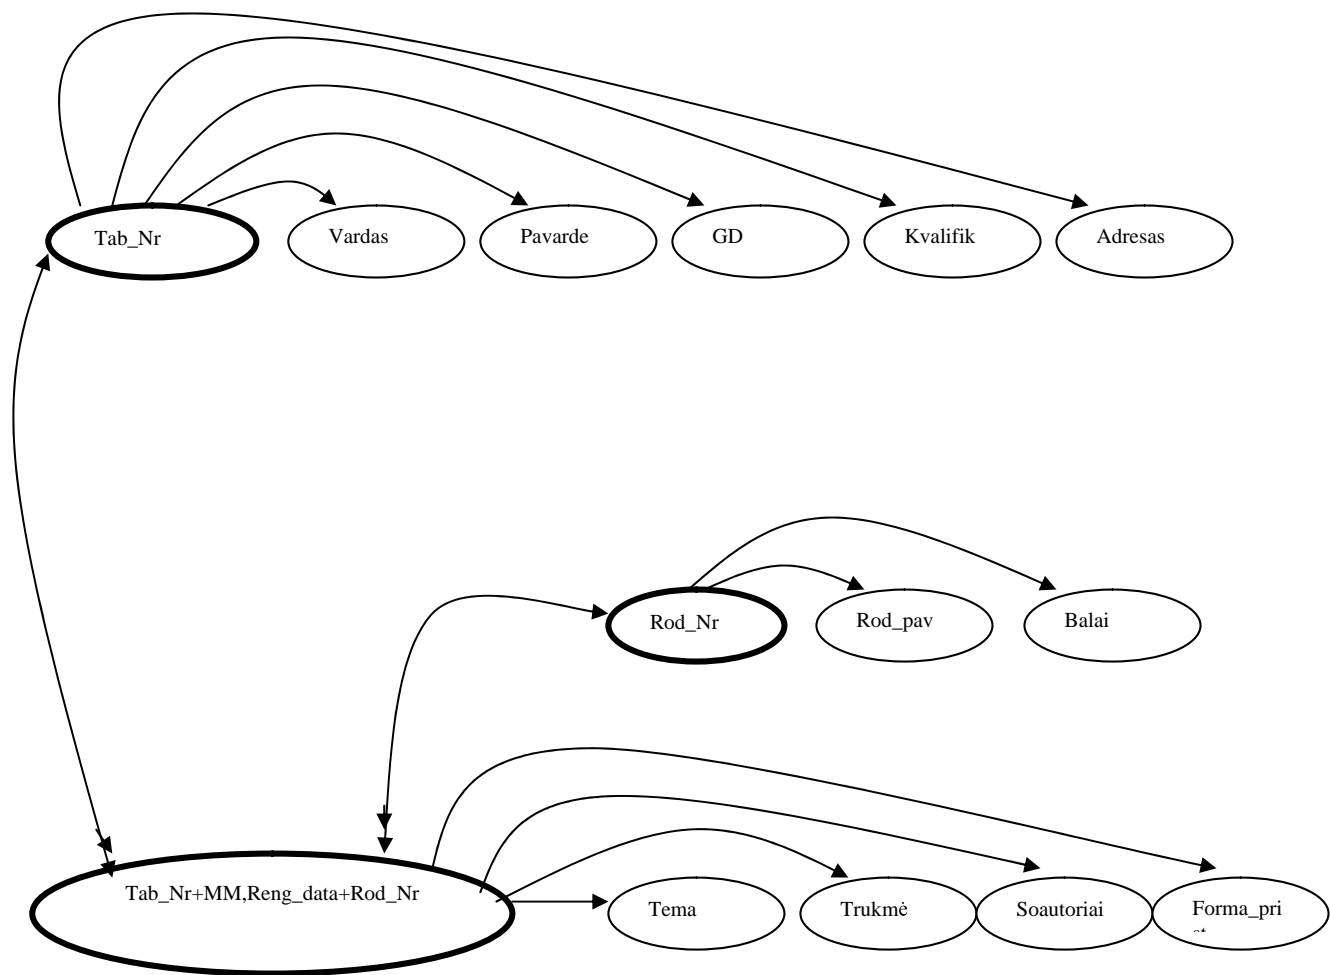 Tab_Nr
Vardas
Pavarde
GD
Kvalifik
Adresas
Rod_Nr
Rod_pav
Balai
Tab_Nr+MM,Reng_data+Rod_Nr
Tema
Trukmė
Soautoriai
Forma_pri